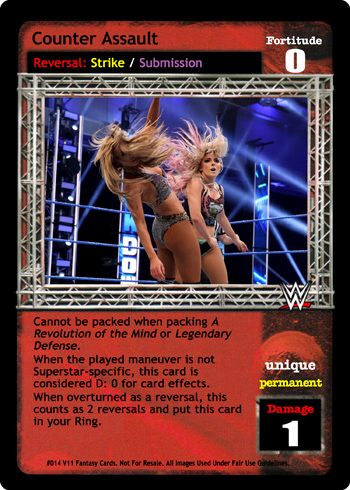 Counter Assault
Fortitude
0
Reversal: Strike / Submission
W
Cannot be packed when packing A
Revolution of the Mind or Legendary
Defense.
When the played maneuver is not
Superstar-specific, this card is
considered D: 0 for card effects.
When overturned as a reversal, this
counts as 2 reversals and put this card
in your Ring.
unique
permanent
Damage
1
#014 V11 Fantasy Cards. Not For Resale. All Images Used Under Fair Use Guidelines.